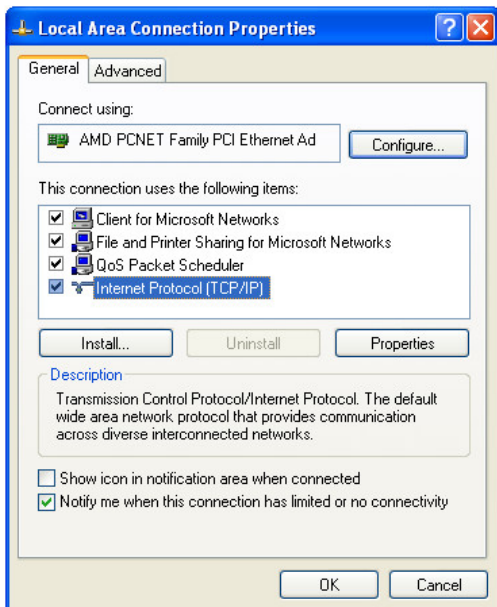 Local Area Connection Properties
General
Advanced
Connect using:
AMD PCNET Family PCI Ethernet Ad
Configure...
This connection uses the following items:
Client for Microsoft Networks
File and Printer Sharing for Microsoft Networks
QoS Packet Scheduler
Internet Protocol (TCP/IP)
Install...
Uninstall
Properties
Description
Transmission Control Protocol/Internet Protocol. The default
wide area network protocol that provides communication
across diverse interconnected networks.
Show icon in notification area when connected
Notify me when this connection has limited or no connectivity
OK
Cancel